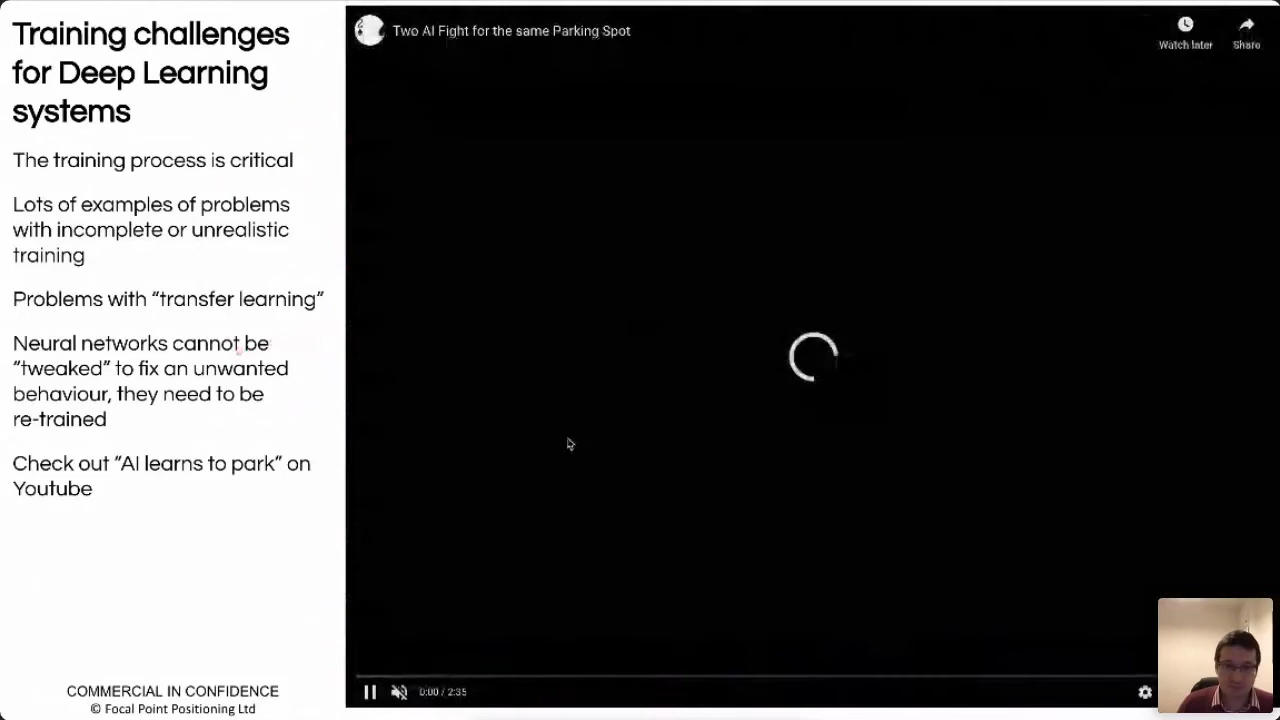 Training challenges
for Deep Learning
systems
The training process is critical
Lots of examples of problems
with incomplete or unrealistic
training
Problems with “transfer learning”
Neural networks cannot be
“tweaked” to fix an unwanted
behaviour, they need to be
re-trained
Check out “AI learns to park” on
Youtube
COMMERCIAL IN CONFIDENCE
© Focal Point Positioning Ltd
Two AI Fight for the same Parking Spot
Watch later
Share
0:00 / 2:35